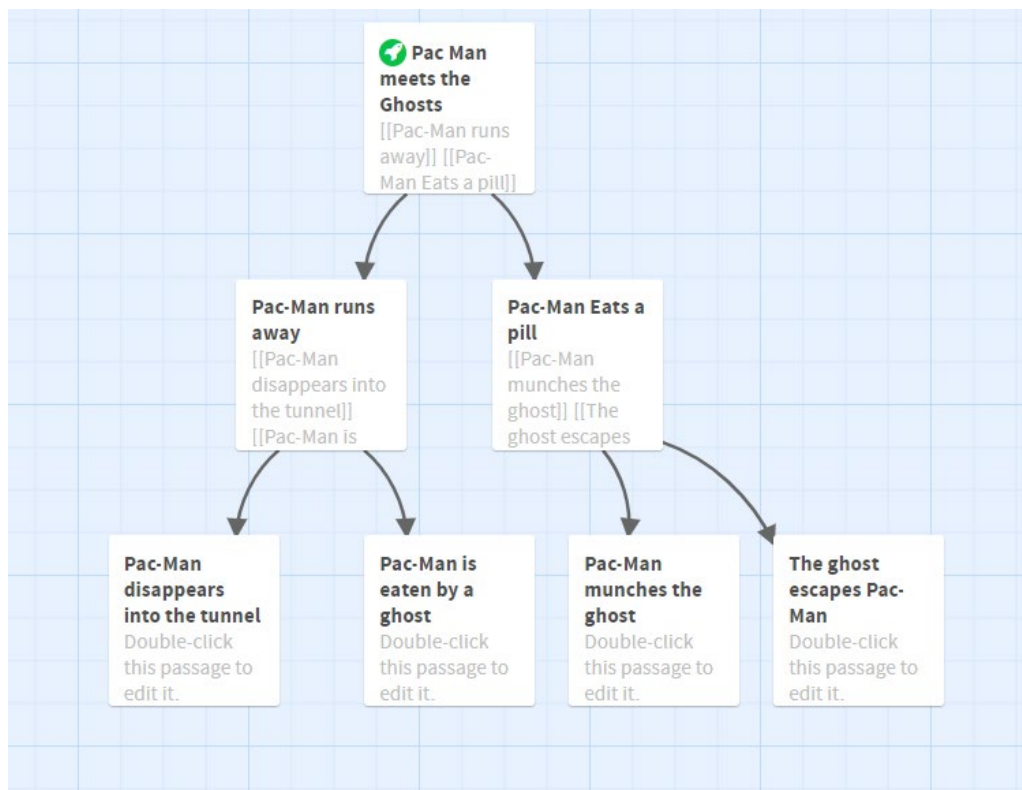 Pac Man
meets the
Ghosts
[[Pac-Man runs
away]] [[Pac-
Man Eats a pill]]
Pac-Man runs
away
[[Pac-Man
disappears into
the tunnel]]
[[Pac-Man is
Pac-Man Eats a
pill
[[Pac-Man
munches the
ghost]] [[The
ghost escapes
Pac-Man
disappears
into the tunnel
Double-click
this passage to
edit it.
Pac-Man is
eaten by a
ghost
Double-click
this passage to
edit it.
Pac-Man
munches the
ghost
Double-click
this passage to
edit it.
The ghost
escapes Pac-
Man
Double-click
this passage to
edit it.